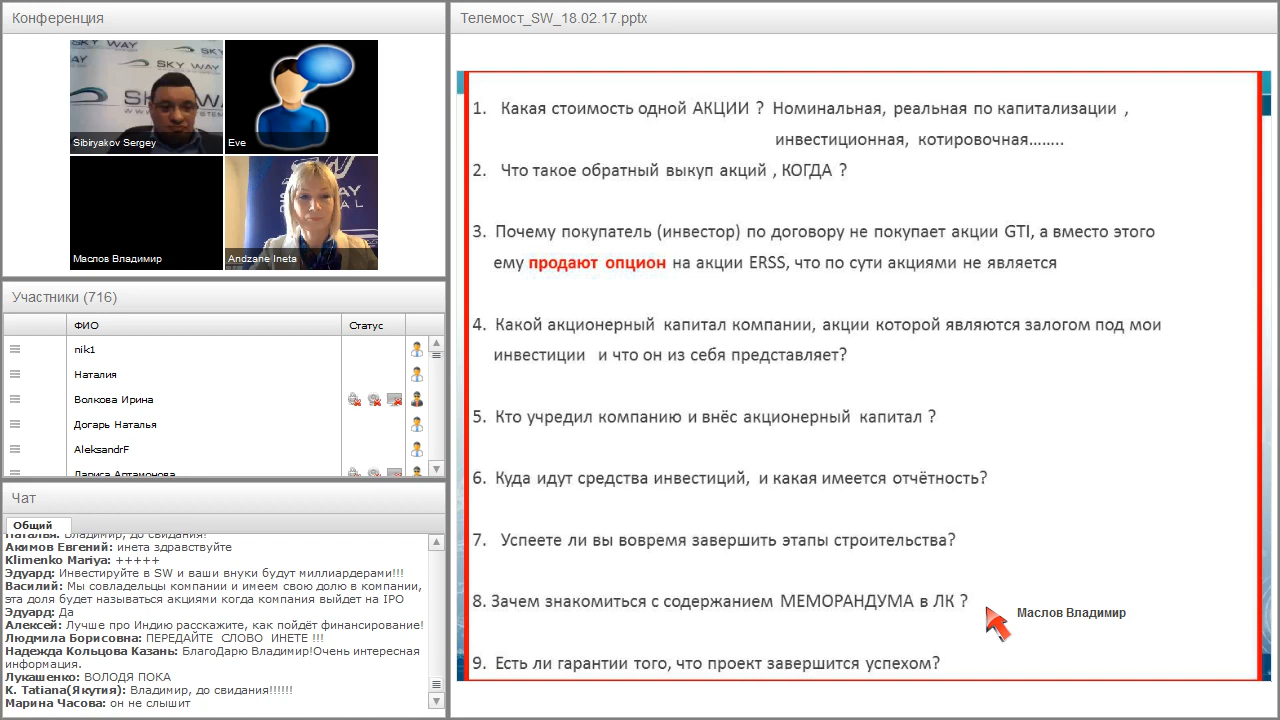 Конференция
SKY WAY
SKY
Sibiryakov Sergey
Eve
Маслов Владимир
Andzane Ineta
Участники (716)
ФИО
Статус
nik1
Наталия
Волкова Ирина
Догарь Наталья
AleksandrF
Лариса Артамонова
Чат
Общий
Наталья: Владимир, до свидания!
Акимов Евгений: инета здравствуйте
Klimenko Mariya: +++++
Эдуард: Инвестируйте в SW и ваши внуки будут миллиардерами!!!
Василий: Мы совладельцы компании и имеем свою долю в компании,
эта доля будет называться акциями когда компания выйдет на IPO
Эдуард: Да
Алексей: Лучше про Индию расскажите, как пойдёт финансирование!
Людмила Борисовна: ПЕРЕДАЙТЕ СЛОВО ИНЕТЕ !!!
Надежда Кольцова Казань: БлагоДарю Владимир!Очень интересная
информация.
Лукашенко: ВОЛОДЯ ПОКА
K. Tatiana(Якутия): Владимир, до свидания!!!!!!
Марина Часова: он не слышит
Телемост_SW_18.02.17.pptx
1. Какая стоимость одной АКЦИИ ? Номинальная, реальная по капитализации ,
инвестиционная, котировочная........
2. Что такое обратный выкуп акций , КОГДА ?
3. Почему покупатель (инвестор) по договору не покупает акции GTI, а вместо этого
ему продают опцион на акции ERSS, что по сути акциями не является
4. Какой акционерный капитал компании, акции которой являются залогом под мои
инвестиции и что он из себя представляет?
5. Кто учредил компанию и внёс акционерный капитал ?
6. Куда идут средства инвестиций, и какая имеется отчётность?
7. Успеете ли вы вовремя завершить этапы строительства?
8. Зачем знакомиться с содержанием МЕМОРАНДУМА в ЛК ?
Маслов Владимир
9. Есть ли гарантии того, что проект завершится успехом?